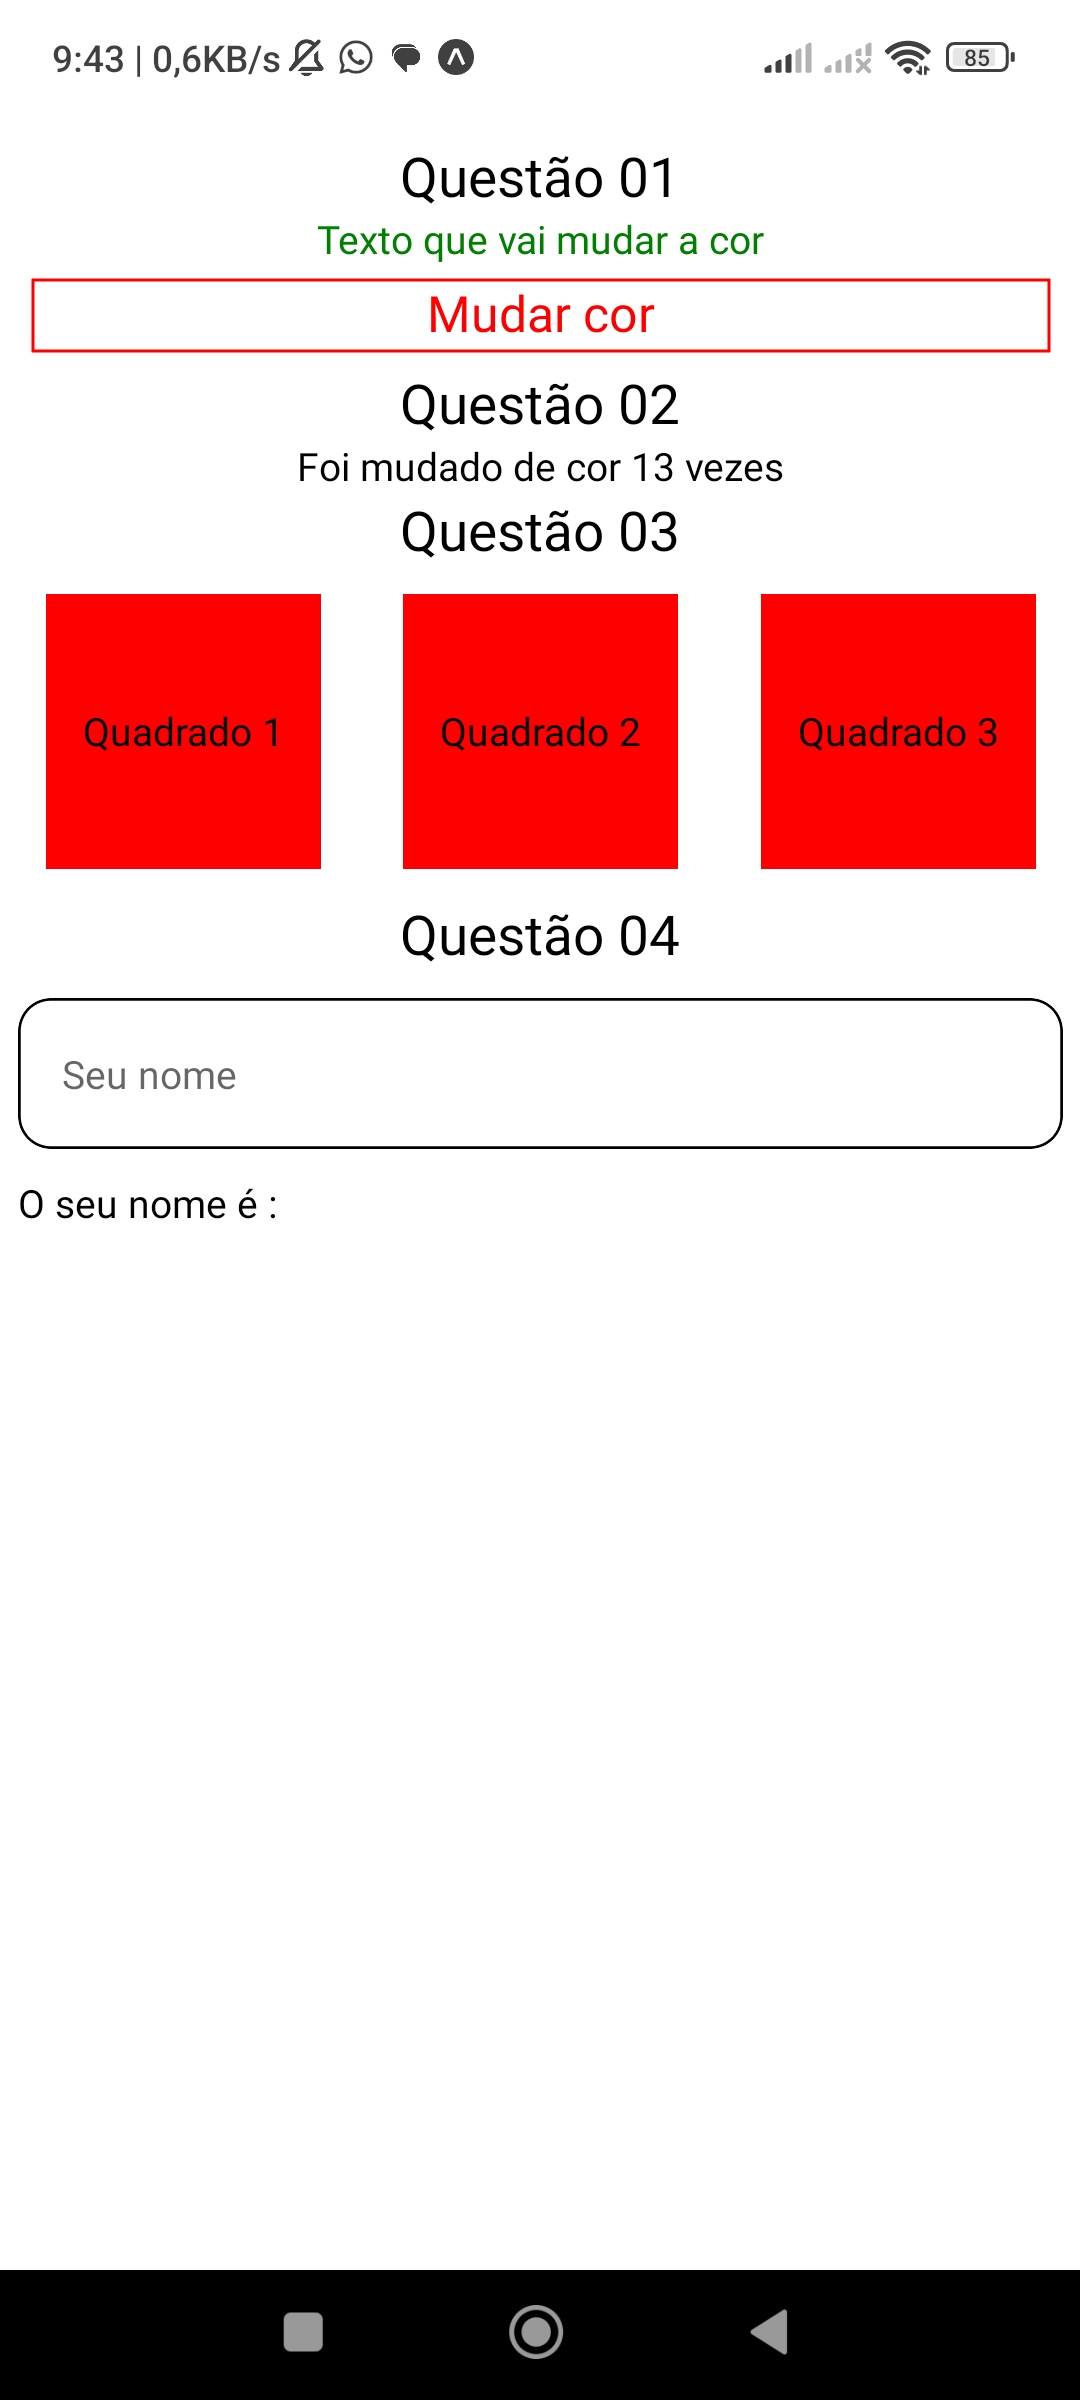 9:43 | 0,6KB/s 85
Questão 01
Texto que vai mudar a cor
Mudar cor
Questão 02
Foi mudado de cor 13 vezes
Questão 03
Quadrado 1 Quadrado 2 Quadrado 3
Questão 04
Seu nome
O seu nome é :